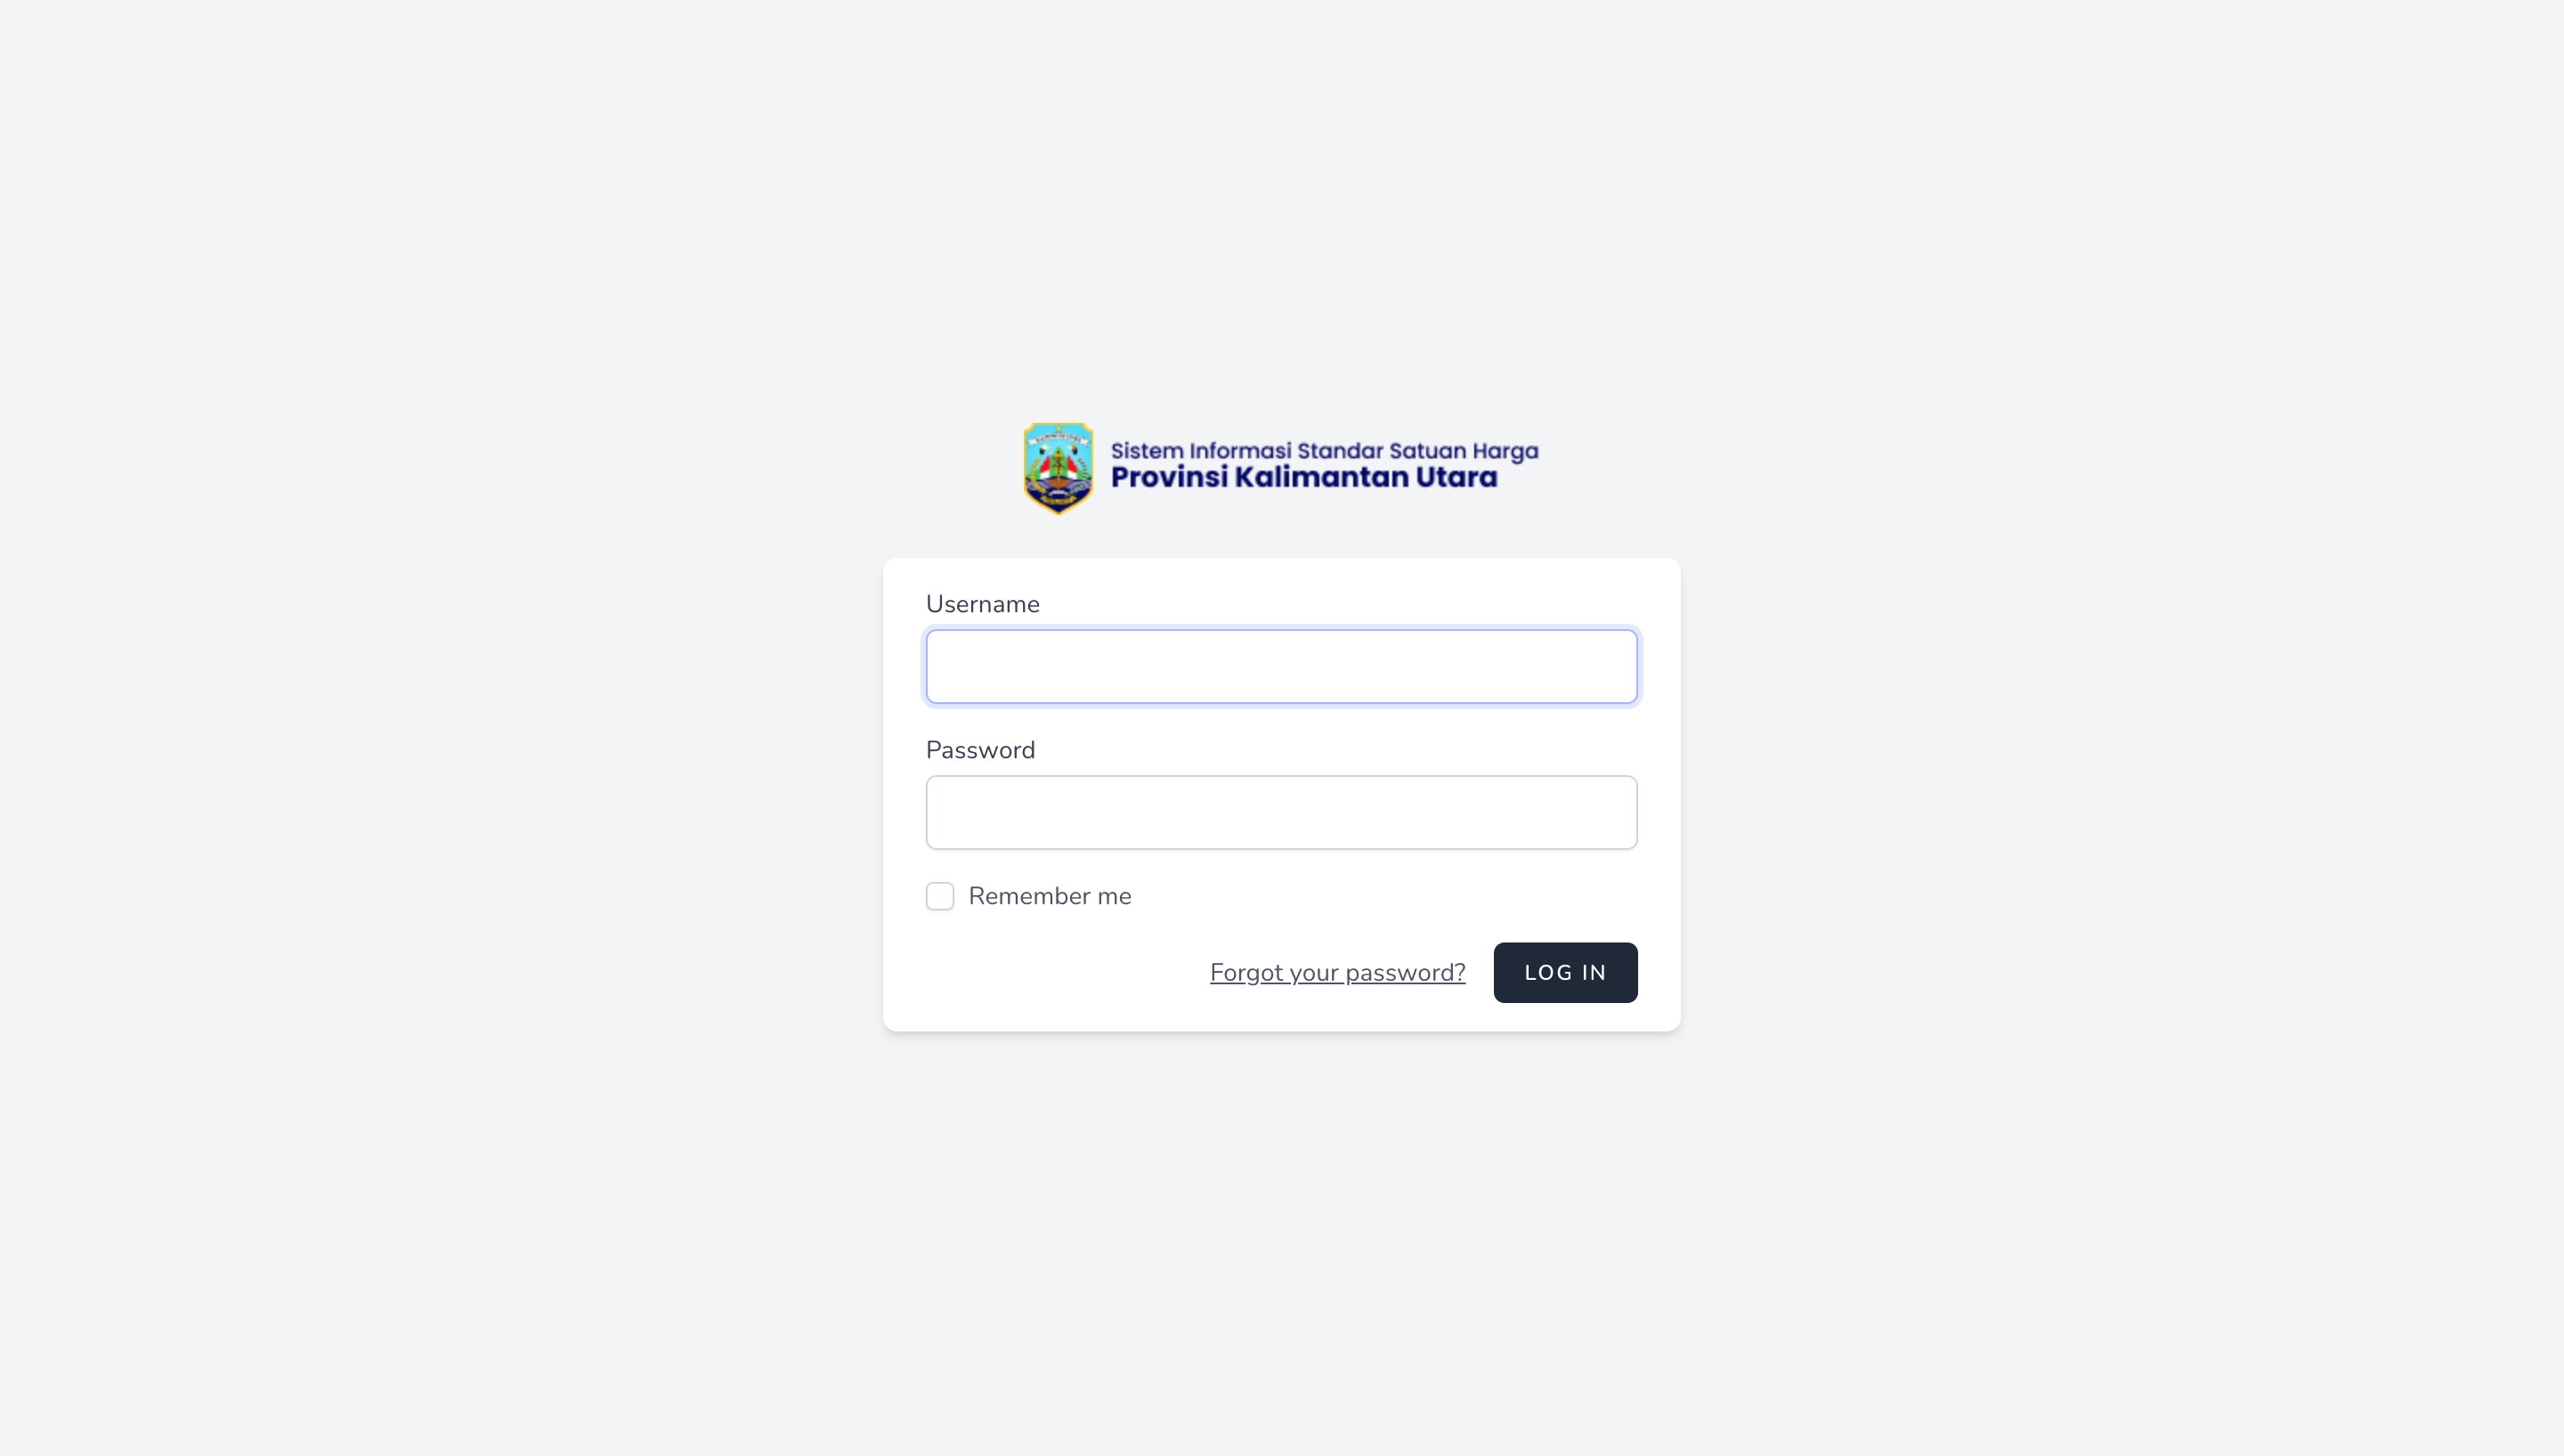 Sistem Informasi Standar Satuan Harga
Provinsi Kalimantan Utara
Username
Password
Remember me
Forgot your password?
LOG IN